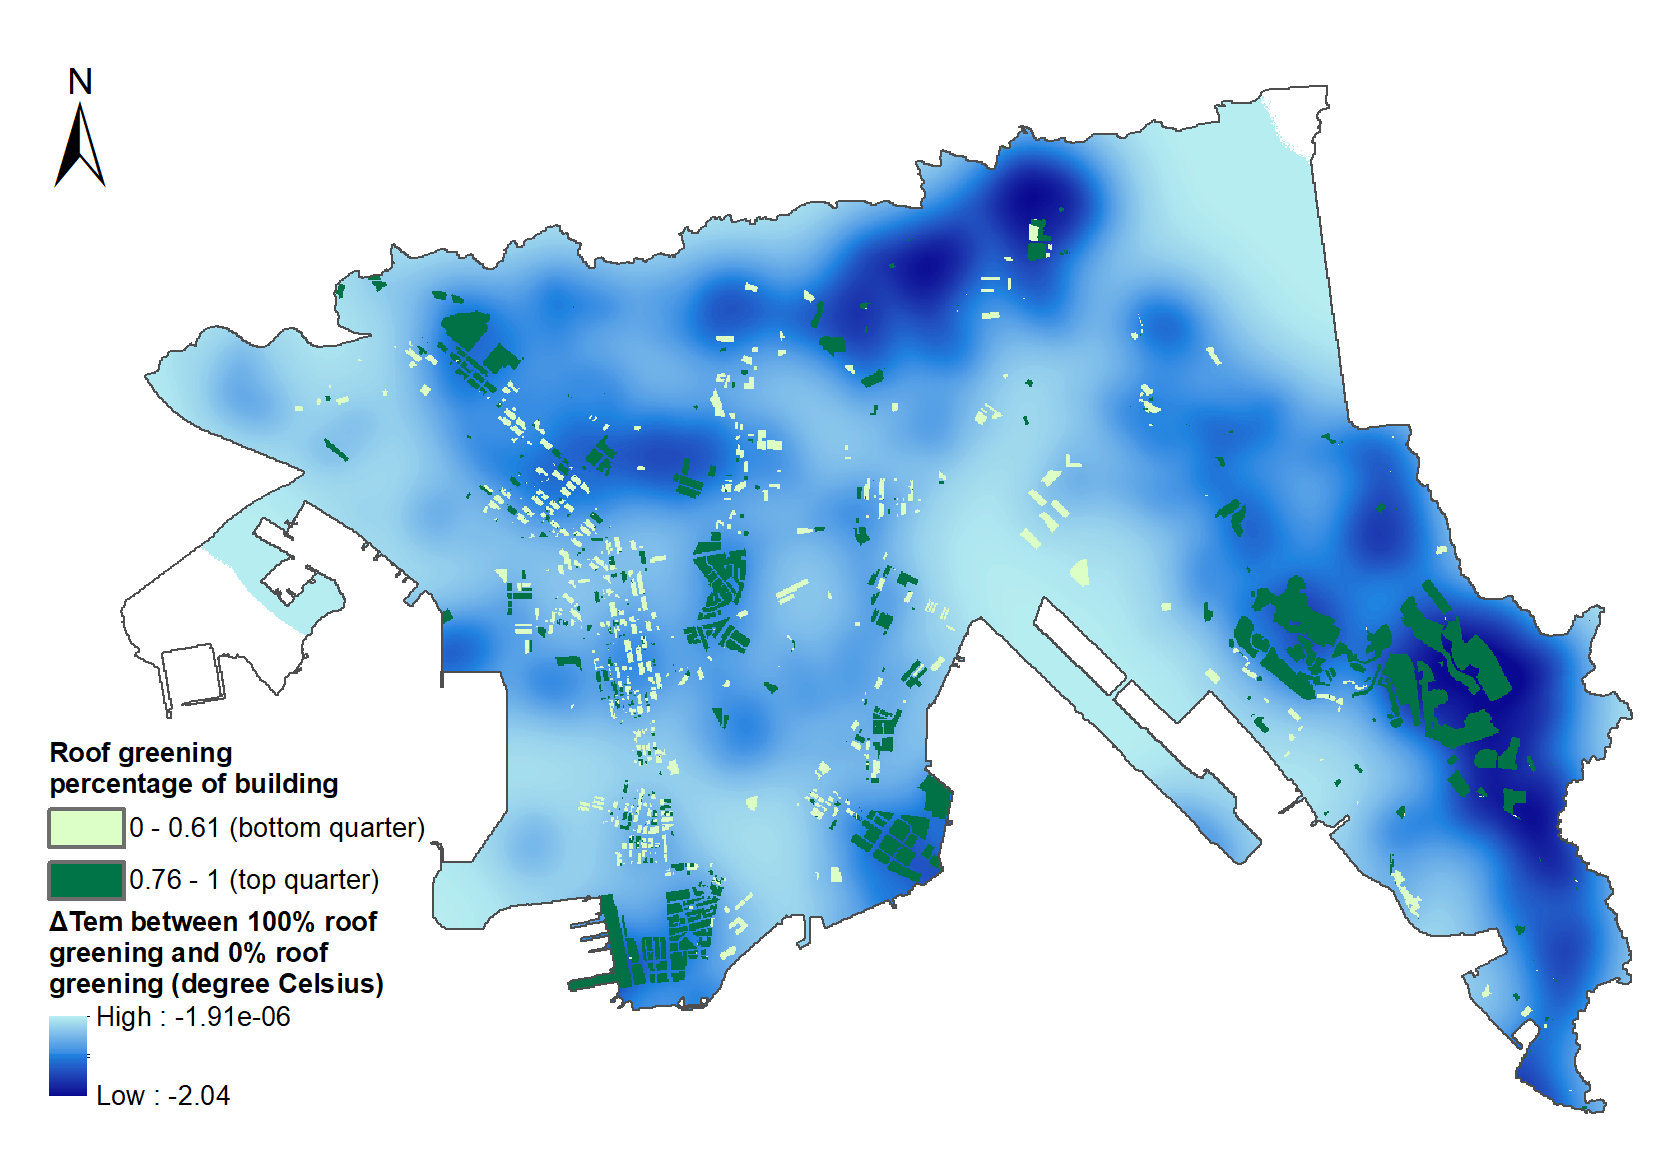 N
Roof greening
percentage of building
0 - 0.61 (bottom quarter)
0.76 - 1 (top quarter)
ΔTem between 100% roof
greening and 0% roof
greening (degree Celsius)
High : -1.91e-06
Low : -2.04